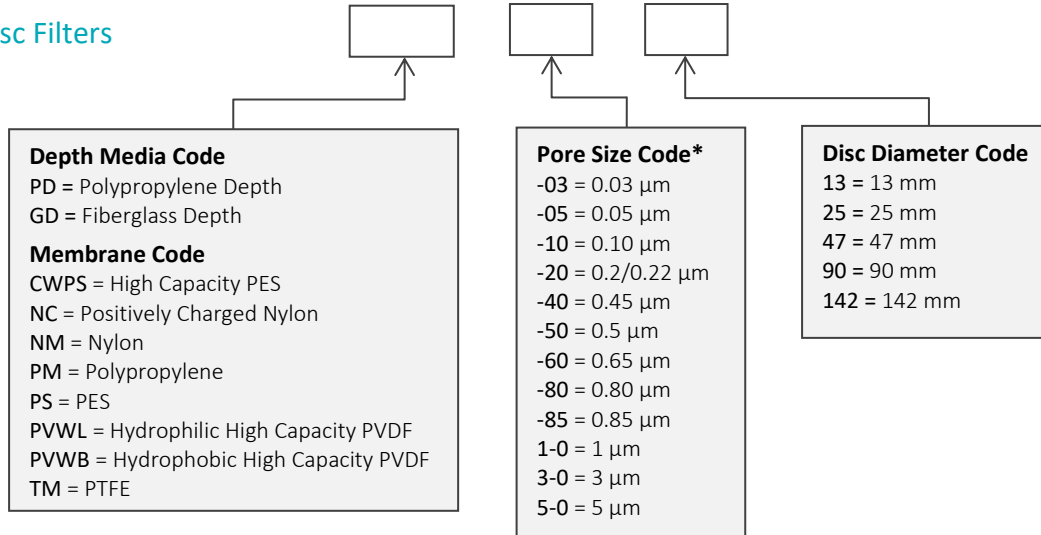 sc Filters
Depth Media Code
PD = Polypropylene Depth
GD = Fiberglass Depth
Membrane Code
CWPS = High Capacity PES
NC = Positively Charged Nylon
NM = Nylon
PM = Polypropylene
PS = PES
PVWL = Hydrophilic High Capacity PVDF
PVWB = Hydrophobic High Capacity PVDF
TM = PTFE
Pore Size Code*
-03 = 0.03 µm
-05 = 0.05 µm
-10 = 0.10 µm
-20 = 0.2/0.22 µm
-40 = 0.45 µm
-50 = 0.5 µm
-60 = 0.65 µm
-80 = 0.80 µm
-85 = 0.85 µm
1-0 = 1 µm
3-0 = 3 µm
5-0 = 5 µm
Disc Diameter Code
13 = 13 mm
25 = 25 mm
47 = 47 mm
90 = 90 mm
142 = 142 mm